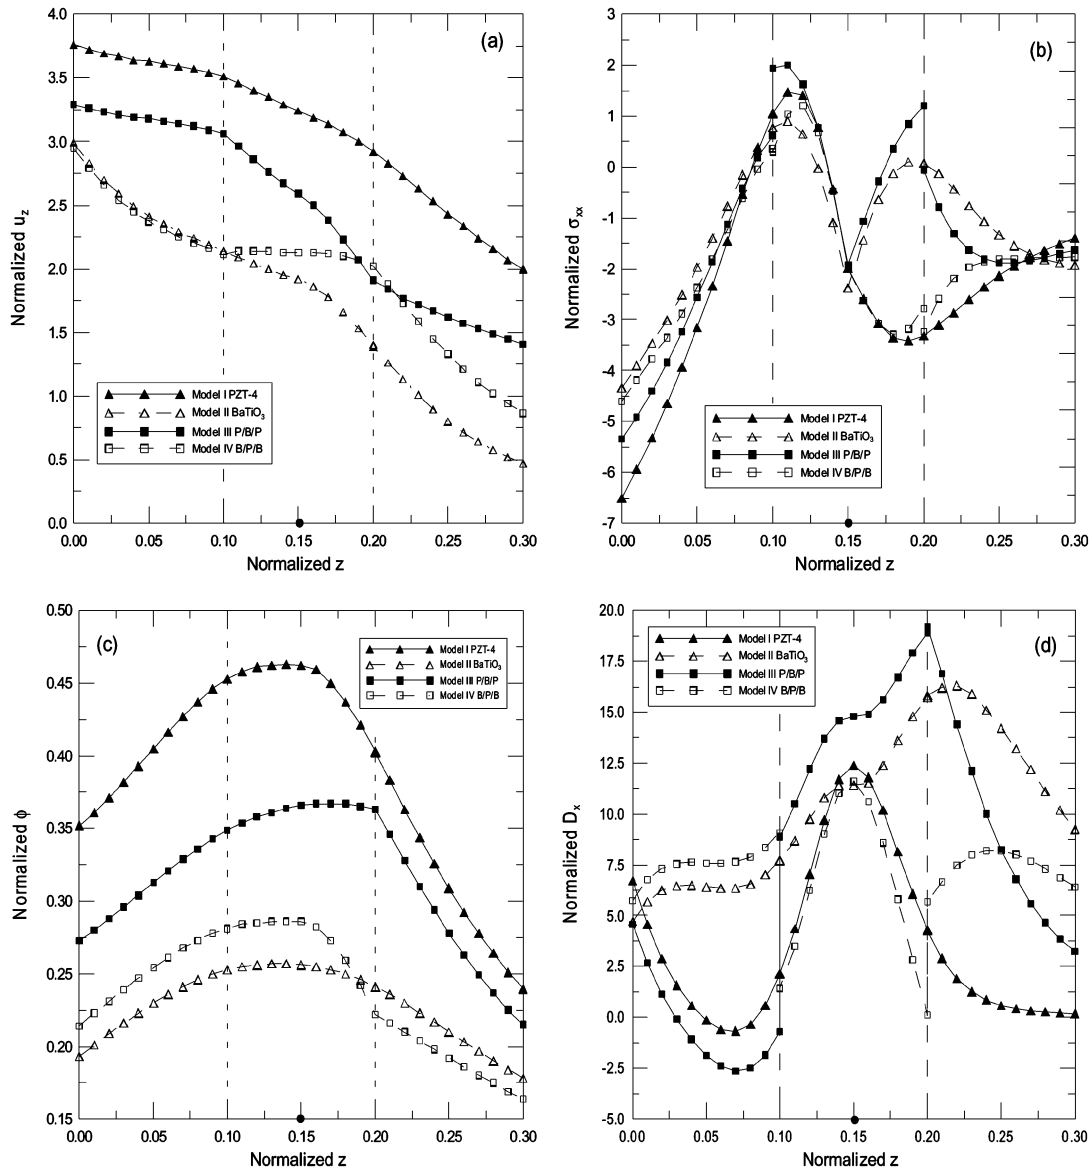 (a)
4.0
3.5
3.0
2.5
2.0
1.5
1.0
0.5
0.0
Normalized u_z
Model I PZT-4
Model II BaTiO₃
Model III P/B/P
Model IV B/P/B
0.00 0.05 0.10 0.15 0.20 0.25 0.30
Normalized z
(b)
3
2
1
0
-1
-2
-3
-4
-5
-6
-7
Normalized σ_xx
Model I PZT-4
Model II BaTiO₃
Model III P/B/P
Model IV B/P/B
0.00 0.05 0.10 0.15 0.20 0.25 0.30
Normalized z
(c)
0.50
0.45
0.40
0.35
0.30
0.25
0.20
0.15
Normalized ϕ
Model I PZT-4
Model II BaTiO₃
Model III P/B/P
Model IV B/P/B
0.00 0.05 0.10 0.15 0.20 0.25 0.30
Normalized z
(d)
20.0
17.5
15.0
12.5
10.0
7.5
5.0
2.5
0.0
-2.5
-5.0
Normalized D_x
Model I PZT-4
Model II BaTiO₃
Model III P/B/P
Model IV B/P/B
0.00 0.05 0.10 0.15 0.20 0.25 0.30
Normalized z